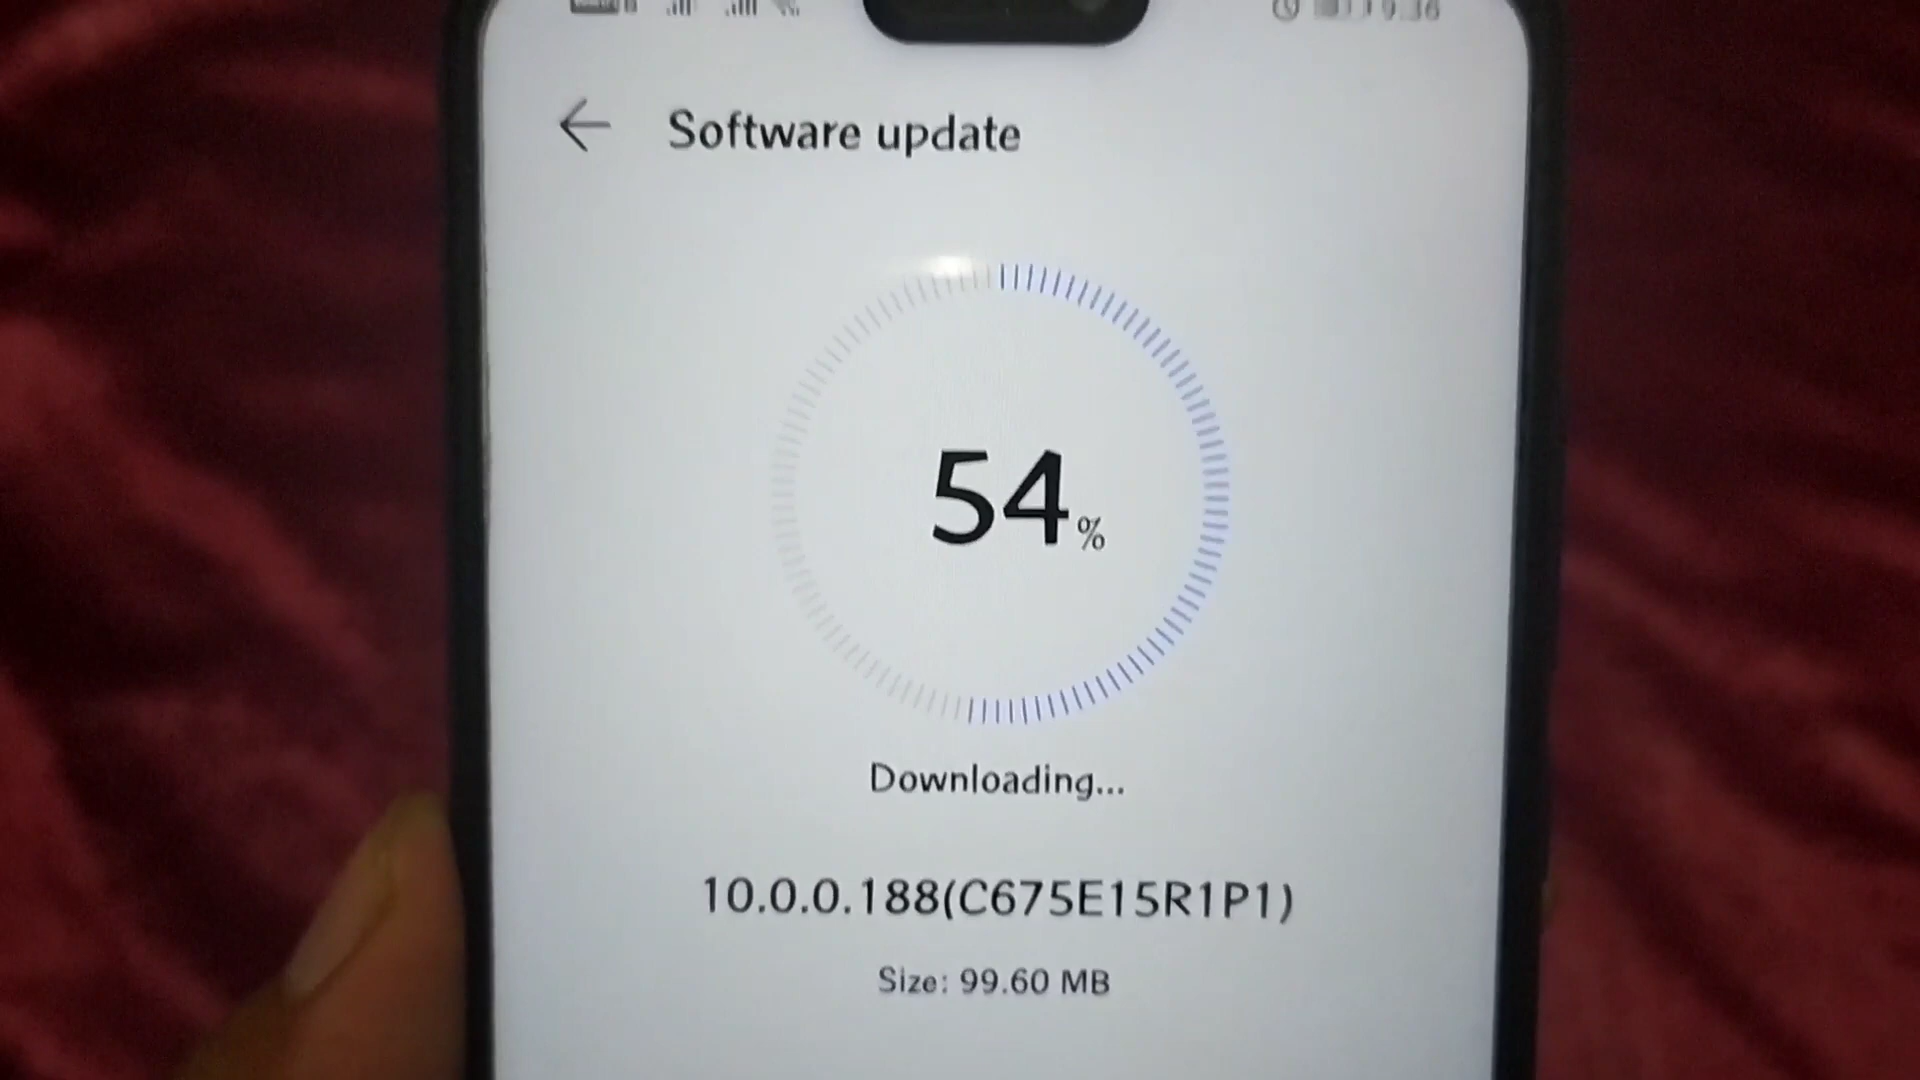 Software update
54%
Downloading...
10.0.0.188(C675E15R1P1)
Size: 99.60 MB